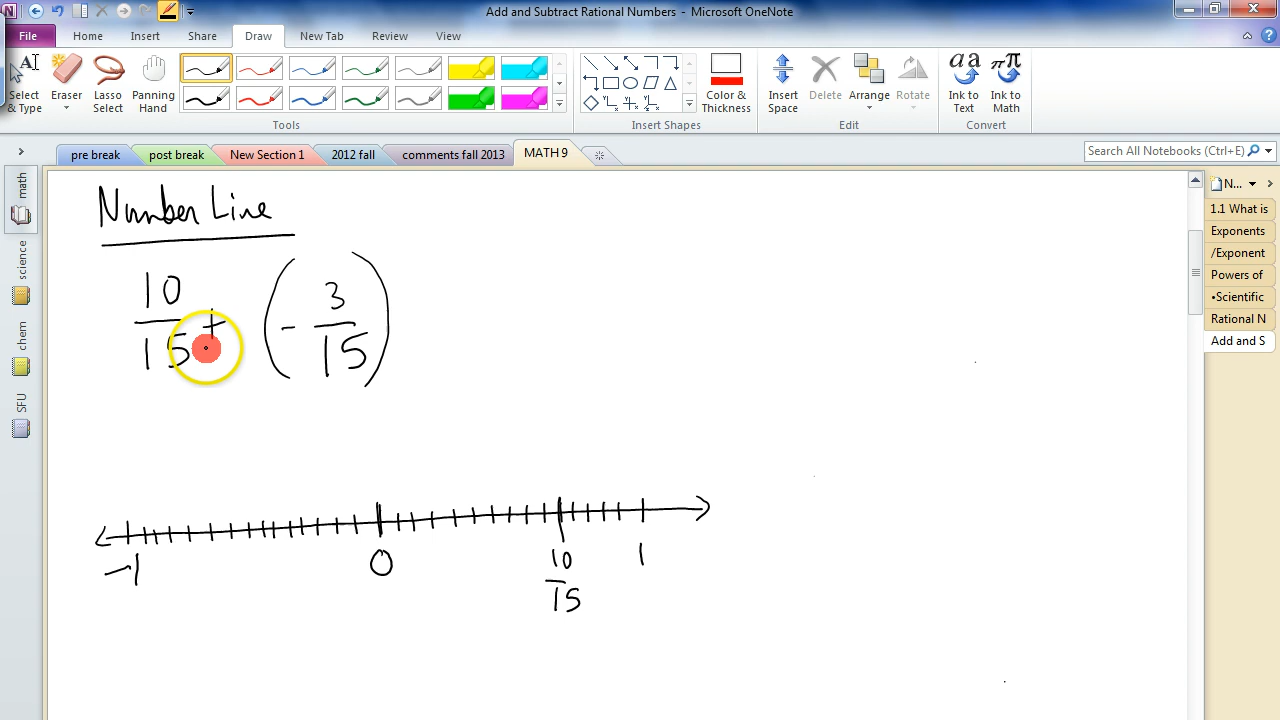 Add and Subtract Rational Numbers - Microsoft OneNote
File Home Insert Share Draw New Tab Review View
Select & Type
Eraser
Lasso Select
Panning Hand
Color & Thickness
Insert Space
Delete
Arrange
Rotate
Ink to Text
Ink to Math
Tools Insert Shapes Edit Convert
pre break post break New Section 1 2012 fall comments fall 2013 MATH 9
Search All Notebooks (Ctrl+E)
N...
math
science
chem
SFU
1.1 What is
Exponents
/Exponent
Powers of
•Scientific
Rational N
Add and S
Number Line
10/15 + (- 3/15)
-1 0 10/15 1